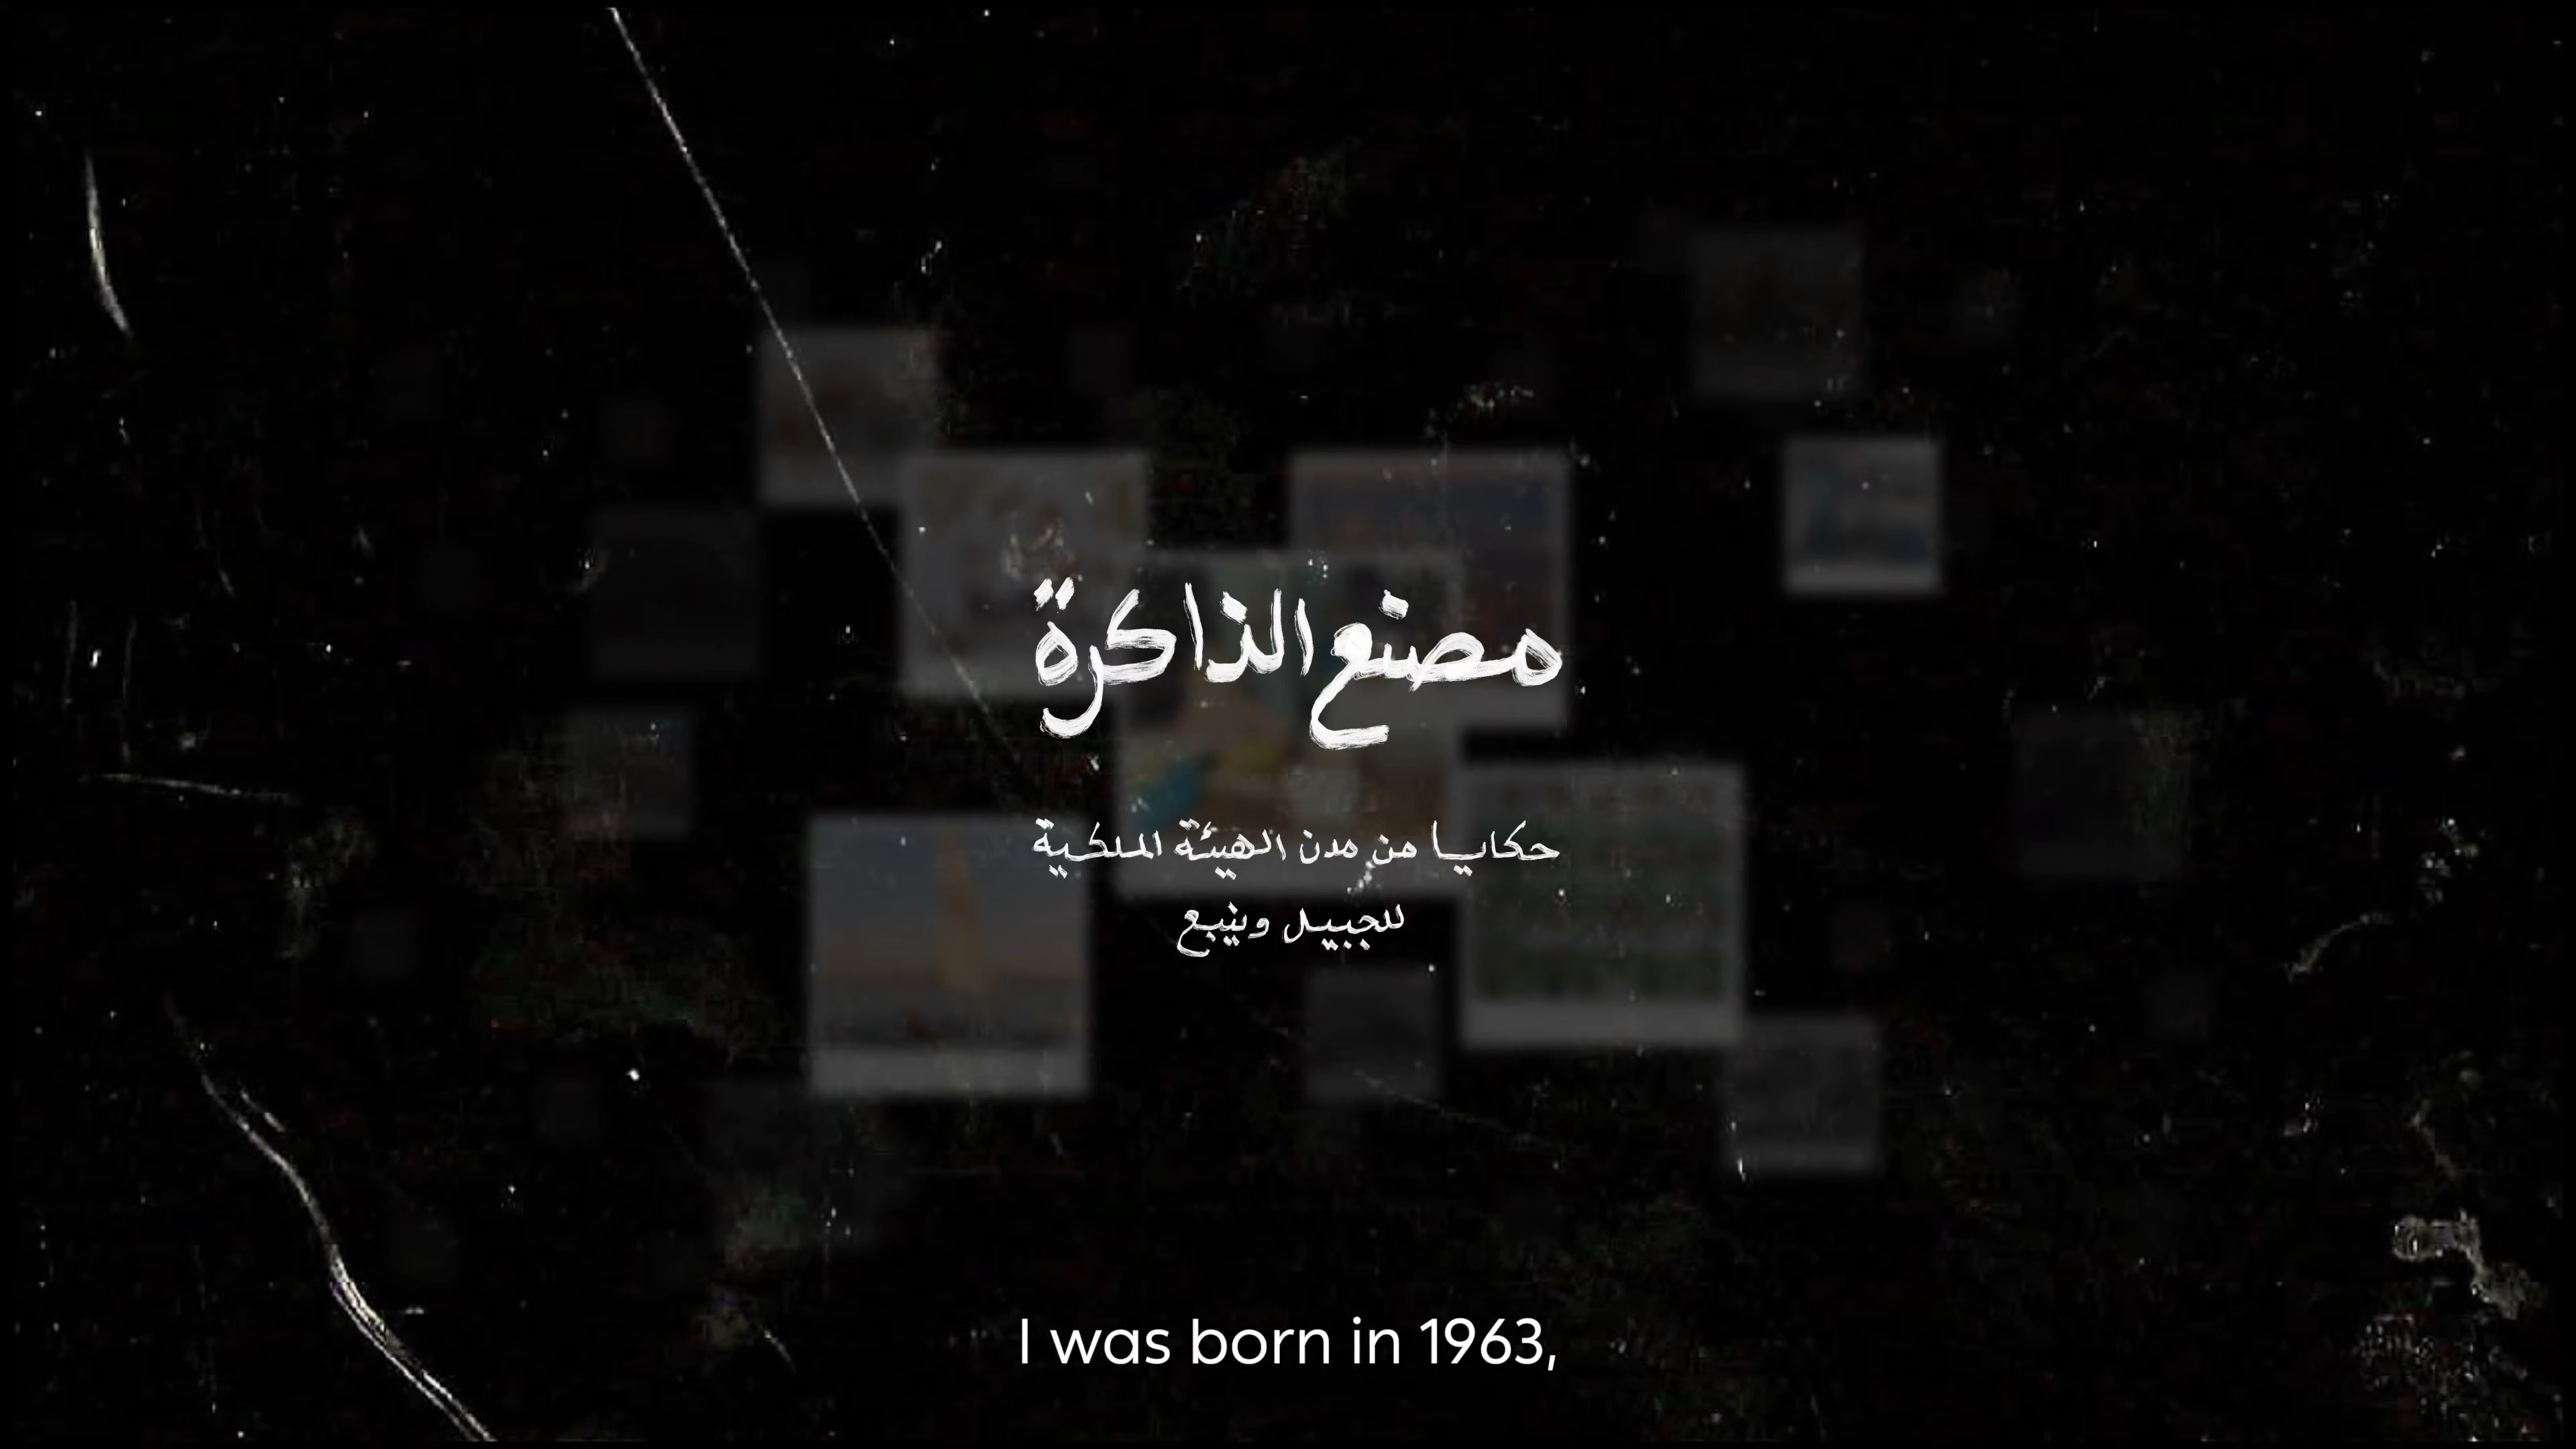 مصنع الذاكرة
حكايا من مدن الهيئة الملكية
للجبيل وينبع
I was born in 1963,